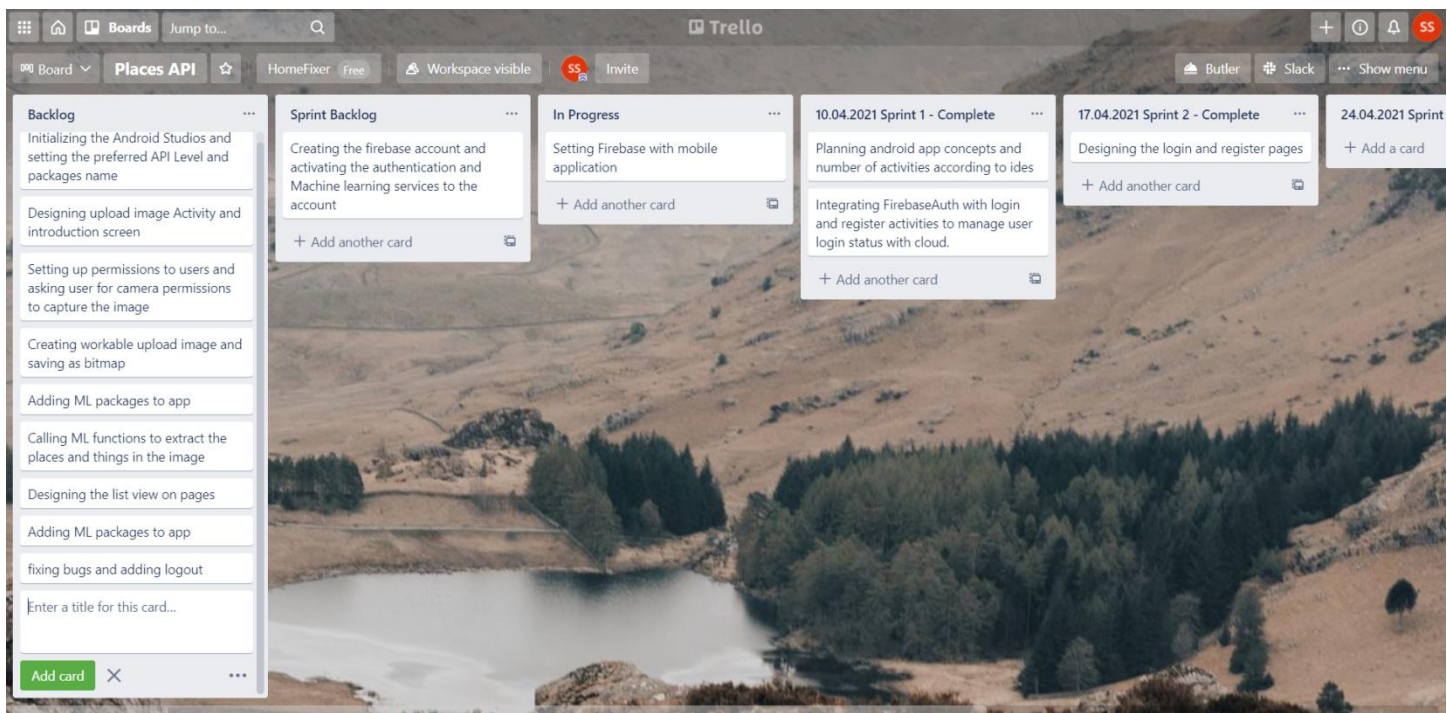 Boards Jump to...
Trello
SS
Board Places API HomeFixer Free Workspace visible SS Invite Butler Slack ... Show menu
Backlog ...
Initializing the Android Studios and
setting the preferred API Level and
packages name
Designing upload image Activity and
introduction screen
Setting up permissions to users and
asking user for camera permissions
to capture the image
Creating workable upload image and
saving as bitmap
Adding ML packages to app
Calling ML functions to extract the
places and things in the image
Designing the list view on pages
Adding ML packages to app
fixing bugs and adding logout
Enter a title for this card...
Add card
Sprint Backlog ...
Creating the firebase account and
activating the authentication and
Machine learning services to the
account
+ Add another card
In Progress ...
Setting Firebase with mobile
application
+ Add another card
10.04.2021 Sprint 1 - Complete ...
Planning android app concepts and
number of activities according to ides
Integrating FirebaseAuth with login
and register activities to manage user
login status with cloud.
+ Add another card
17.04.2021 Sprint 2 - Complete ...
Designing the login and register pages
+ Add another card
24.04.2021 Sprint
+ Add a card